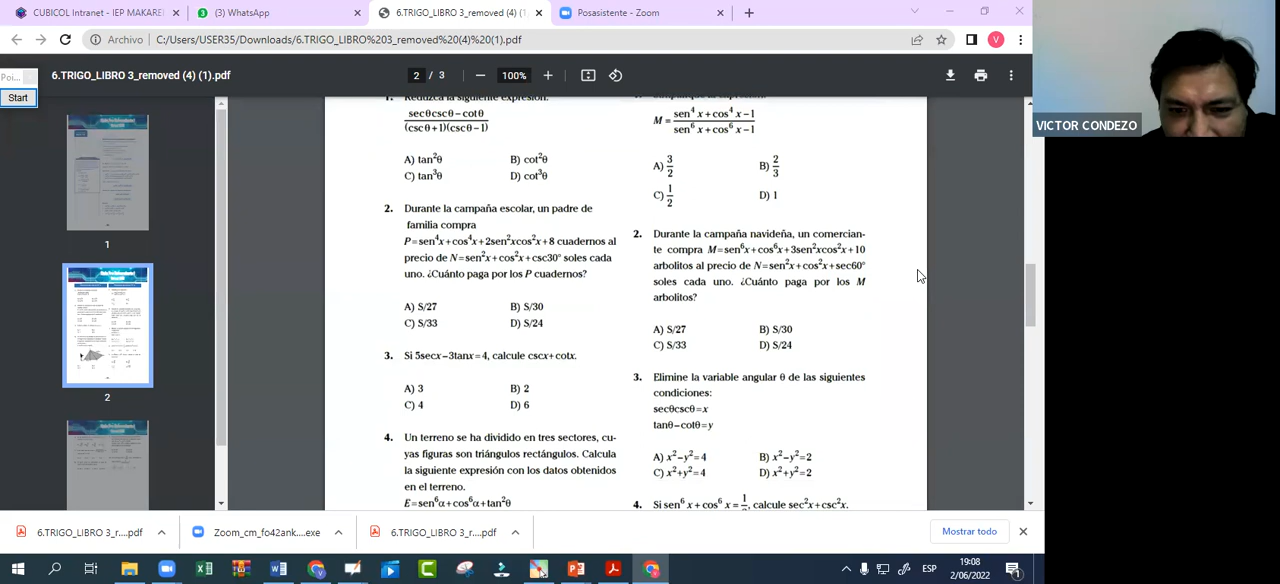 CUBICOL Intranet - IEP MAKARE
(3) WhatsApp
6.TRIGO_LIBRO 3_removed (4) (1)
Posasistente - Zoom
Archivo
C:/Users/USER35/Downloads/6.TRIGO_LIBRO%203_removed%20(4)%20(1).pdf
Poi...
Start
6.TRIGO_LIBRO 3_removed (4) (1).pdf
2 / 3
100%
VICTOR CONDEZO
1
2
1. Reduzca la siguiente expresión.
secθcscθ−cotθ
(cscθ+1)(cscθ−1)
A) tan²θ B) cot²θ
C) tan³θ D) cot³θ
2. Durante la campaña escolar, un padre de
familia compra
P=sen⁴x+cos⁴x+2sen²xcos²x+8 cuadernos al
precio de N=sen²x+cos²x+csc30° soles cada
uno. ¿Cuánto paga por los P cuadernos?
A) S/27 B) S/30
C) S/33 D) S/24
3. Si 5secx−3tanx=4, calcule cscx+cotx.
A) 3 B) 2
C) 4 D) 6
4. Un terreno se ha dividido en tres sectores, cu-
yas figuras son triángulos rectángulos. Calcula
la siguiente expresión con los datos obtenidos
en el terreno.
E=sen⁶α+cos⁶α+tan²θ
M= sen⁴x+cos⁴x−1
sen⁶x+cos⁶x−1
A) 3/2 B) 2/3
C) 1/2 D) 1
2. Durante la campaña navideña, un comercian-
te compra M=sen⁶x+cos⁶x+3sen²xcos²x+10
arbolitos al precio de N=sen²x+cos²x+sec60°
soles cada uno. ¿Cuánto paga por los M
arbolitos?
A) S/27 B) S/30
C) S/33 D) S/24
3. Elimine la variable angular θ de las siguientes
condiciones:
secθcscθ=x
tanθ−cotθ=y
A) x²−y²=4 B) x²−y²=2
C) x²+y²=4 D) x²+y²=2
4. Si sen⁶x+cos⁶x= , calcule sec²x+csc²x.
6.TRIGO_LIBRO 3_r....pdf
Zoom_cm_fo42ank....exe
6.TRIGO_LIBRO 3_r....pdf
Mostrar todo
ESP
19:08
2/06/2022